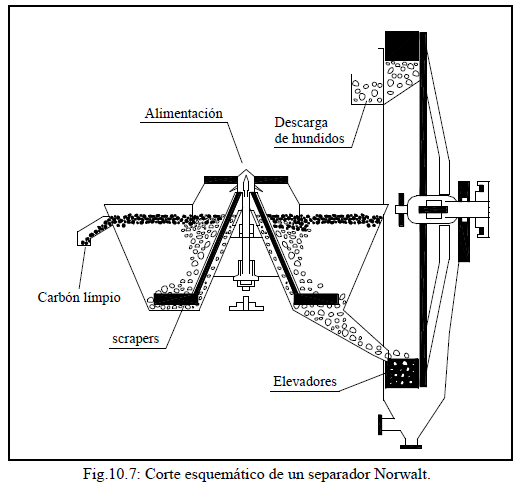 Alimentación
Descarga
de hundidos
Carbón límpio
scrapers
Elevadores
Fig.10.7: Corte esquemático de un separador Norwalt.